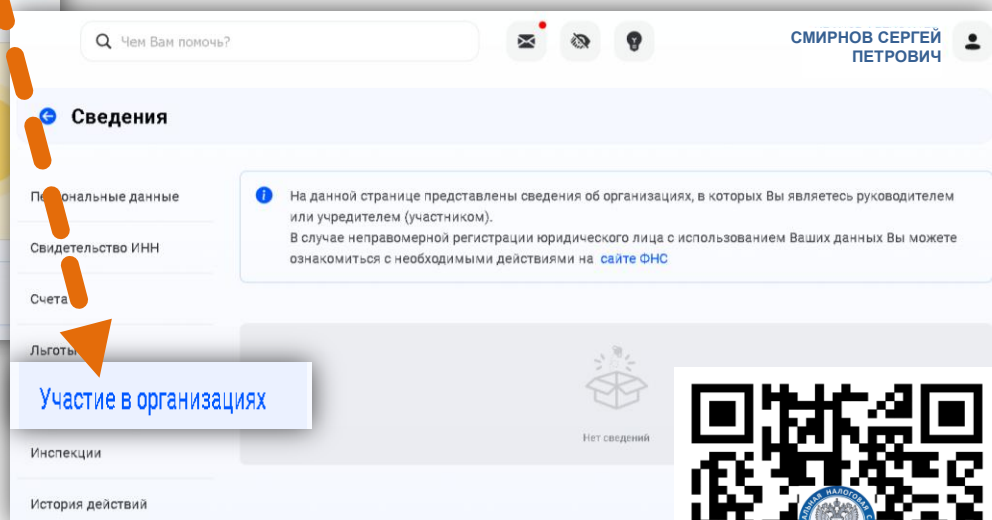 Чем Вам помочь?
СМИРНОВ СЕРГЕЙ
ПЕТРОВИЧ
Сведения
Персональные данные
Свидетельство ИНН
Счета
Льготы
Участие в организациях
Инспекции
История действий
На данной странице представлены сведения об организациях, в которых Вы являетесь руководителем
или учредителем (участником).
В случае неправомерной регистрации юридического лица с использованием Ваших данных Вы можете
ознакомиться с необходимыми действиями на сайте ФНС
Нет сведений